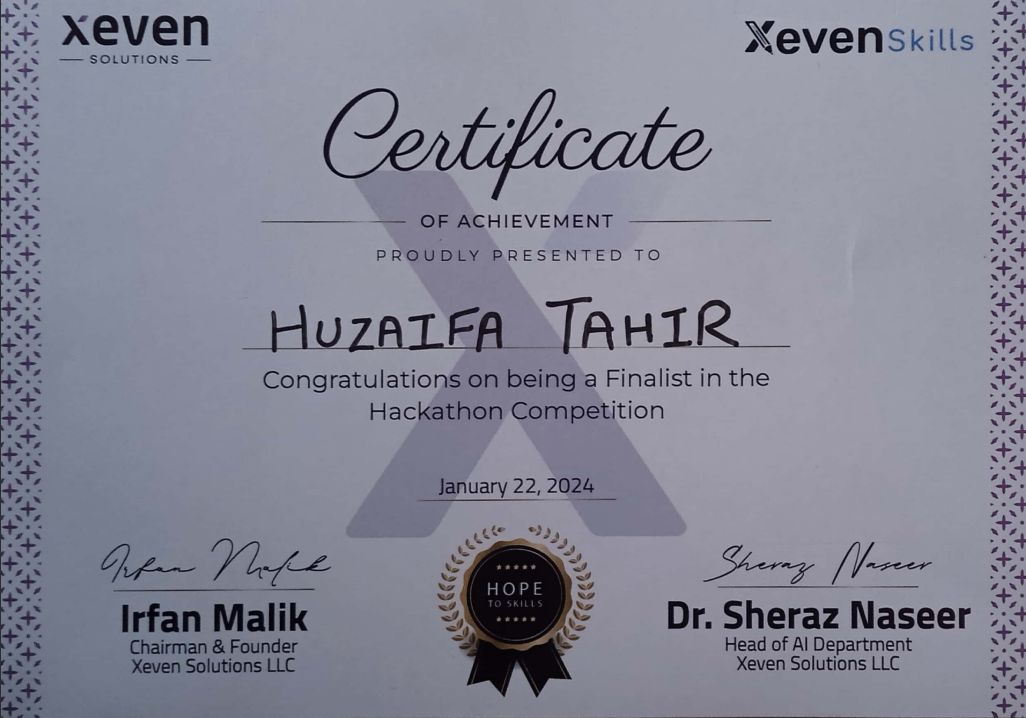 xeven
SOLUTIONS
XevenSkills
Certificate
OF ACHIEVEMENT
PROUDLY PRESENTED TO
HUZAIFA TAHIR
Congratulations on being a Finalist in the
Hackathon Competition
January 22, 2024
Irfan Malik
Irfan Malik
Chairman & Founder
Xeven Solutions LLC
HOPE
TO SKILLS
Sheraz Naseer
Dr. Sheraz Naseer
Head of AI Department
Xeven Solutions LLC